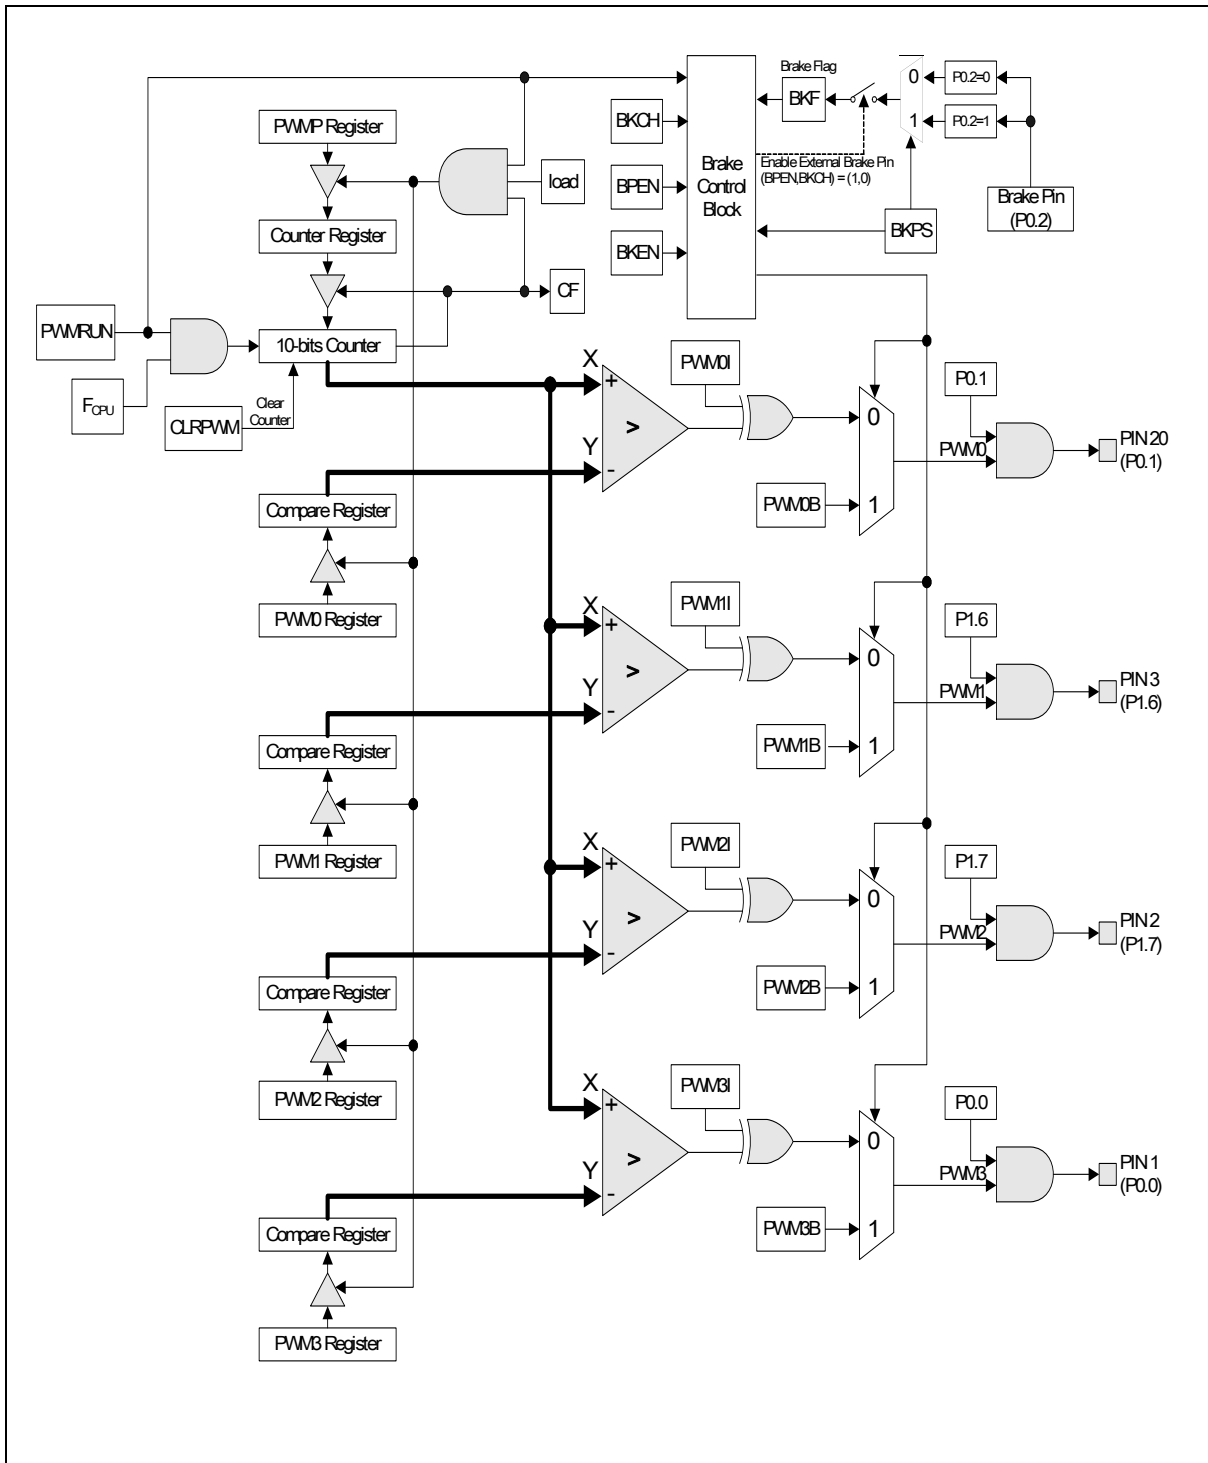 Brake Flag
BKF
0
1
P0.2=0
P0.2=1
Brake Pin
(P0.2)
BKPS
Enable External Brake Pin
(BPEN,BKCH) = (1,0)
BKCH
BPEN
BKEN
Brake
Control
Block
PWMP Register
load
Counter Register
CF
PWMRUN
10-bits Counter
FCPU
CLRPWM
Clear
Counter
X
+
Y
-
>
PWM0I
0
1
PWM0B
PWM0
P0.1
PIN 20
(P0.1)
Compare Register
PWM0 Register
X
+
Y
-
>
PWM1I
0
1
PWM1B
PWM1
P1.6
PIN 3
(P1.6)
Compare Register
PWM1 Register
X
+
Y
-
>
PWM2I
0
1
PWM2B
PWM2
P1.7
PIN 2
(P1.7)
Compare Register
PWM2 Register
X
+
Y
-
>
PWM3I
0
1
PWM3B
PWM3
P0.0
PIN 1
(P0.0)
Compare Register
PWM3 Register